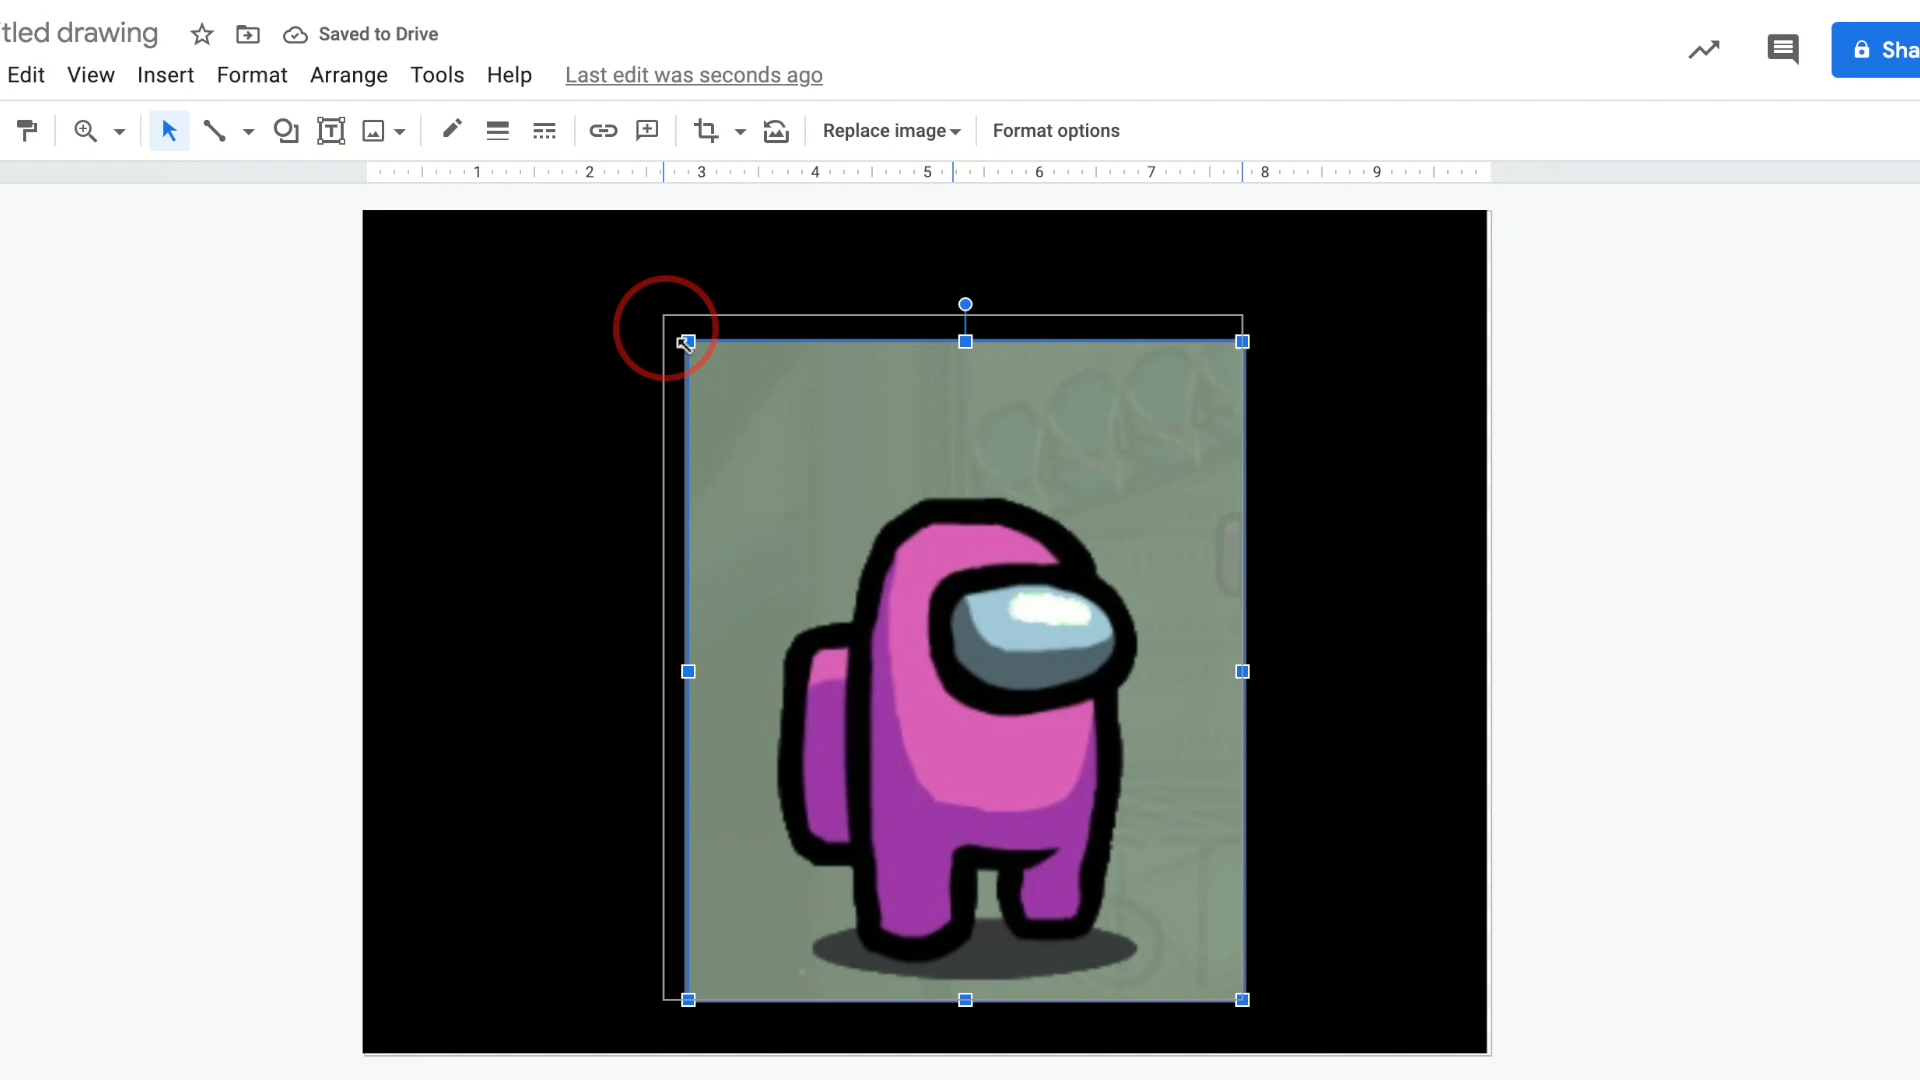 tled drawing Saved to Drive
Edit View Insert Format Arrange Tools Help Last edit was seconds ago
Sha
Replace image Format options
1 2 3 4 5 6 7 8 9